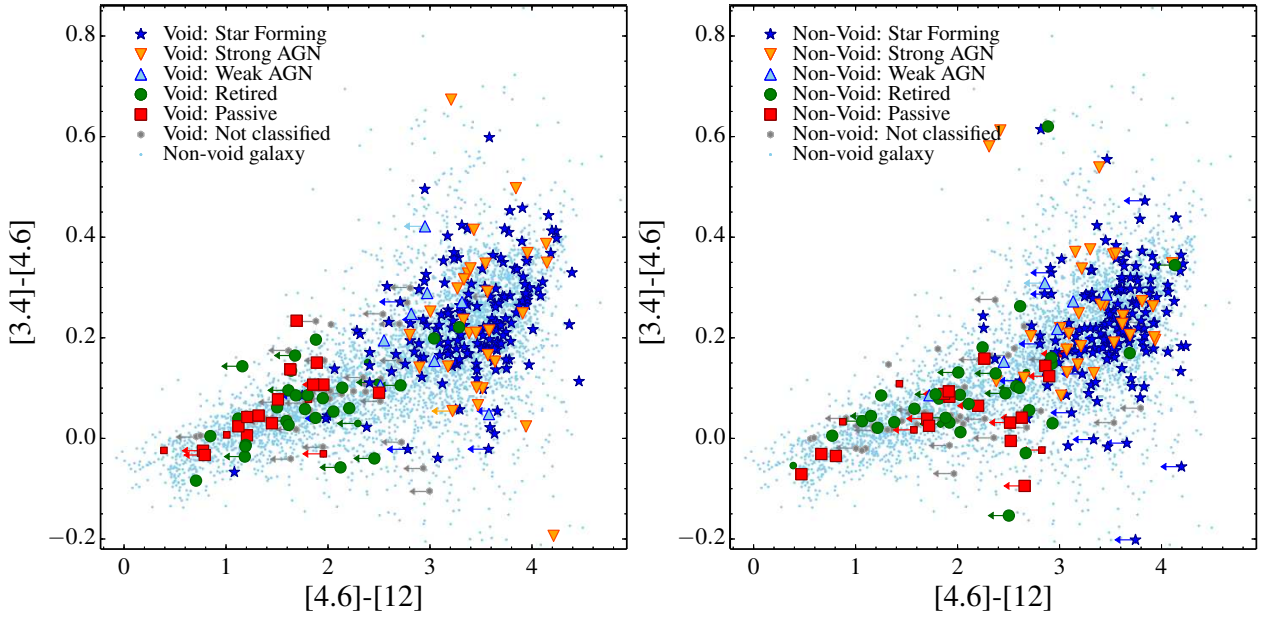 0.8
0.6
0.4
0.2
0.0
−0.2
[3.4]-[4.6]
Void: Star Forming
Void: Strong AGN
Void: Weak AGN
Void: Retired
Void: Passive
Void: Not classified
Non-void galaxy
0 1 2 3 4
[4.6]-[12]
0.8
0.6
0.4
0.2
0.0
−0.2
[3.4]-[4.6]
Non-Void: Star Forming
Non-Void: Strong AGN
Non-Void: Weak AGN
Non-Void: Retired
Non-Void: Passive
Non-void: Not classified
Non-void galaxy
0 1 2 3 4
[4.6]-[12]